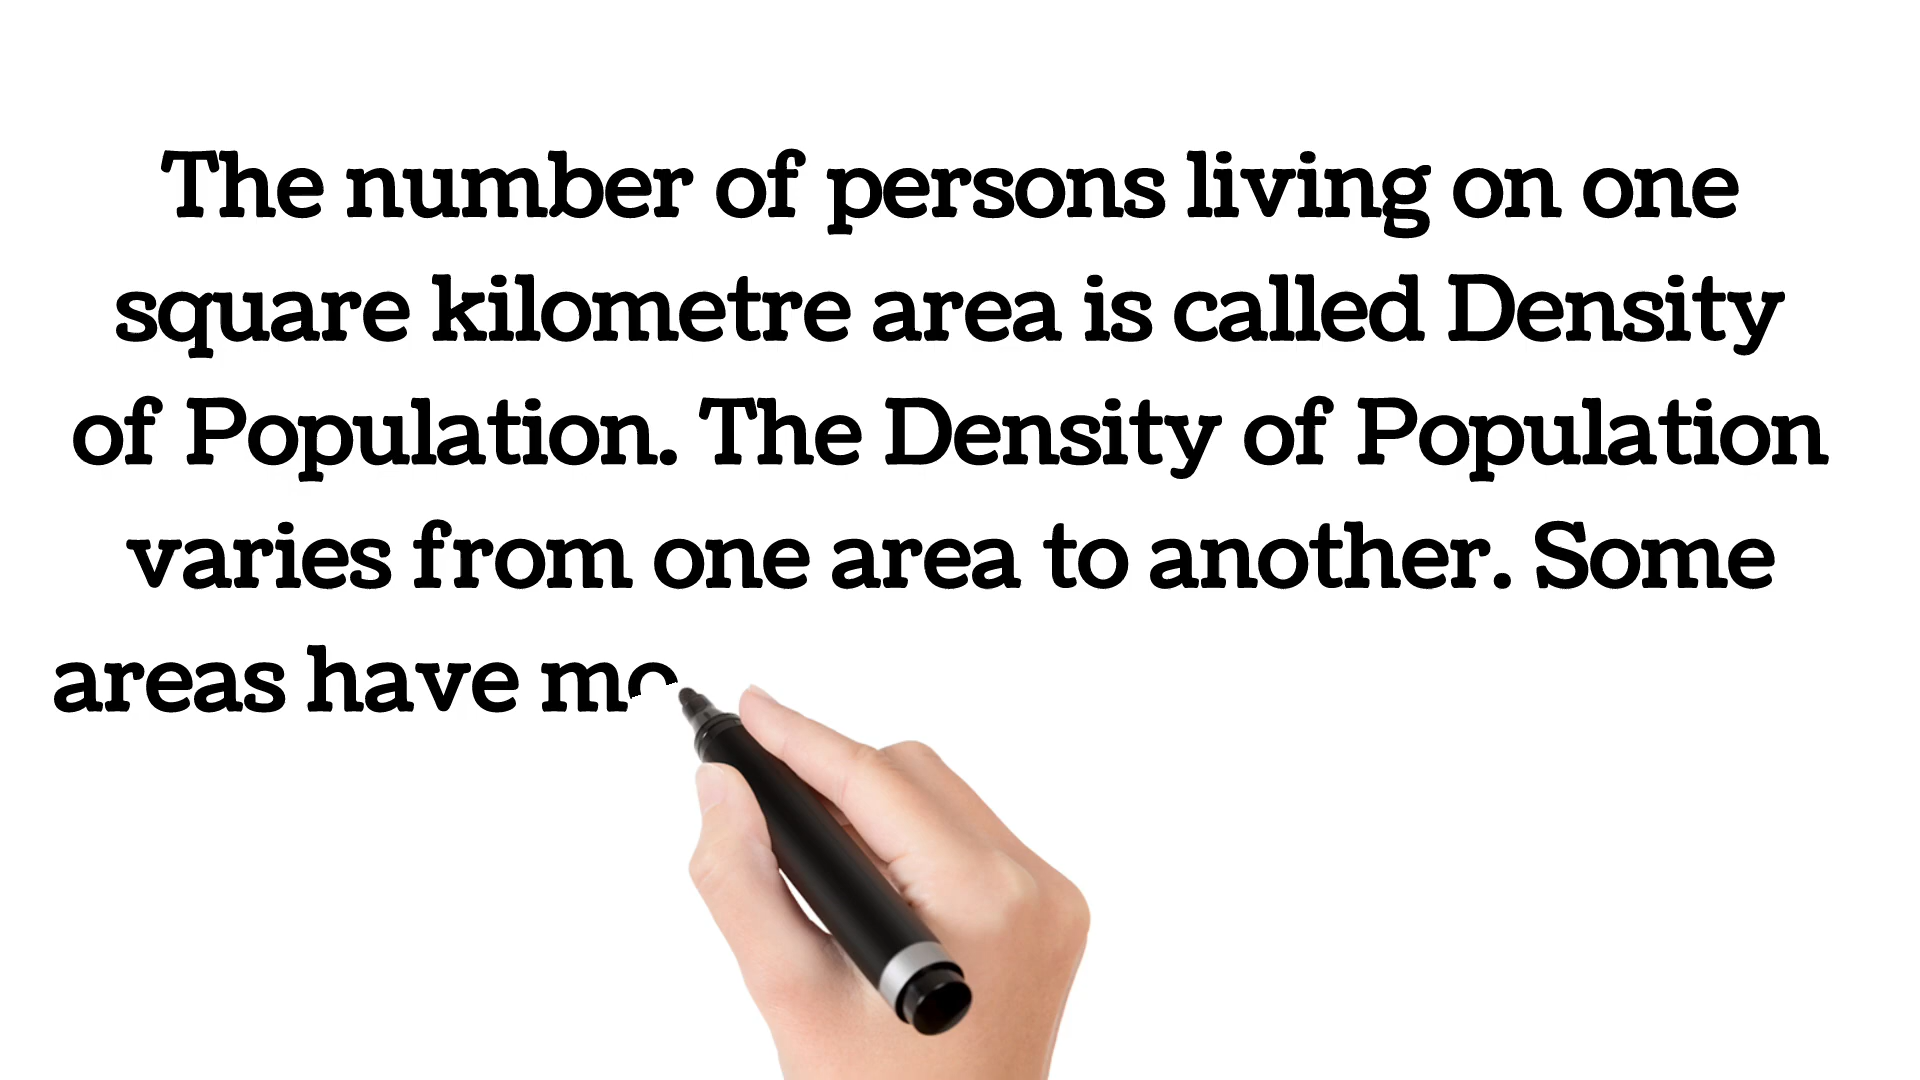 The number of persons living on one
square kilometre area is called Density
of Population. The Density of Population
varies from one area to another. Some
areas have